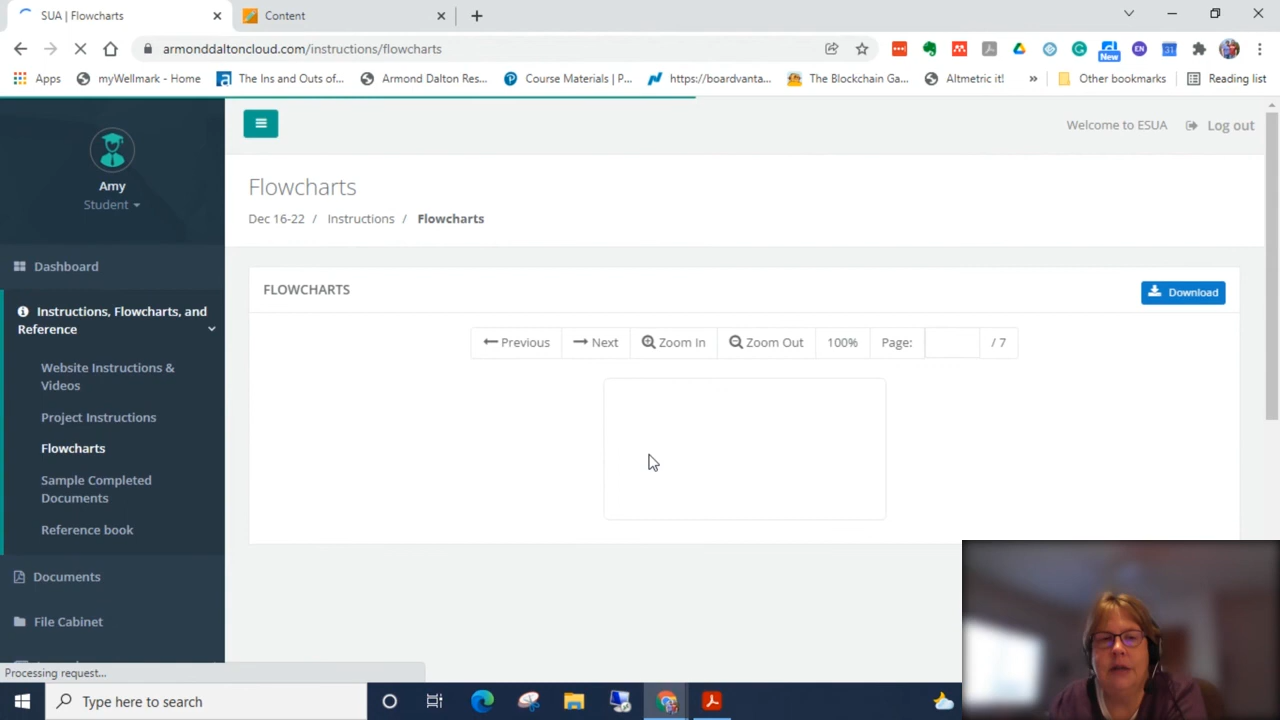 SUA | Flowcharts
Content
armonddaltoncloud.com/instructions/flowcharts
New
31
EN
Apps
myWellmark - Home
The Ins and Outs of...
Armond Dalton Res...
Course Materials | P...
https://boardvanta...
The Blockchain Ga...
Altmetric it!
»
Other bookmarks
Reading list
Amy
Student
Welcome to ESUA
Log out
Flowcharts
Dec 16-22 / Instructions / Flowcharts
Dashboard
Instructions, Flowcharts, and
Reference
Website Instructions &
Videos
Project Instructions
Flowcharts
Sample Completed
Documents
Reference book
Documents
File Cabinet
FLOWCHARTS
Download
Previous
Next
Zoom In
Zoom Out
100%
Page:
/ 7
Processing request...
Type here to search